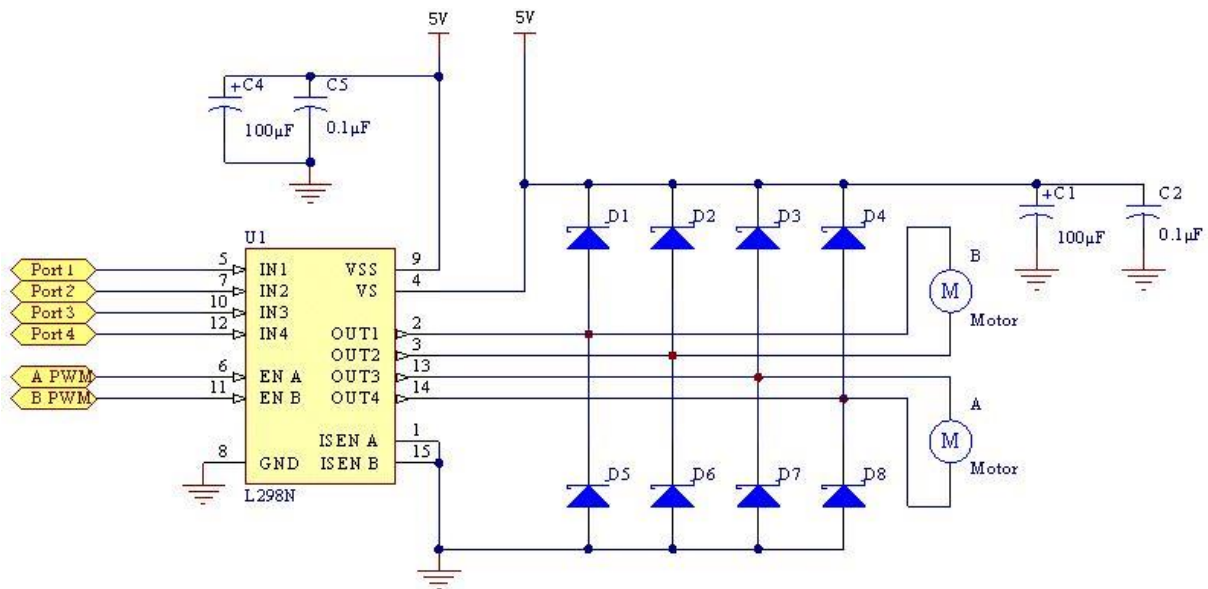 5V
5V
+C4
C5
100µF
0.1µF
D1
D2
D3
D4
+C1
C2
100µF
0.1µF
U1
Port 1
5
IN1
VSS
9
Port 2
7
IN2
VS
4
Port 3
10
IN3
Port 4
12
IN4
OUT1
2
OUT2
3
A PWM
6
EN A
OUT3
13
B PWM
11
EN B
OUT4
14
ISEN A
1
8
GND
ISEN B
15
L298N
B
M
Motor
A
M
Motor
D5
D6
D7
D8